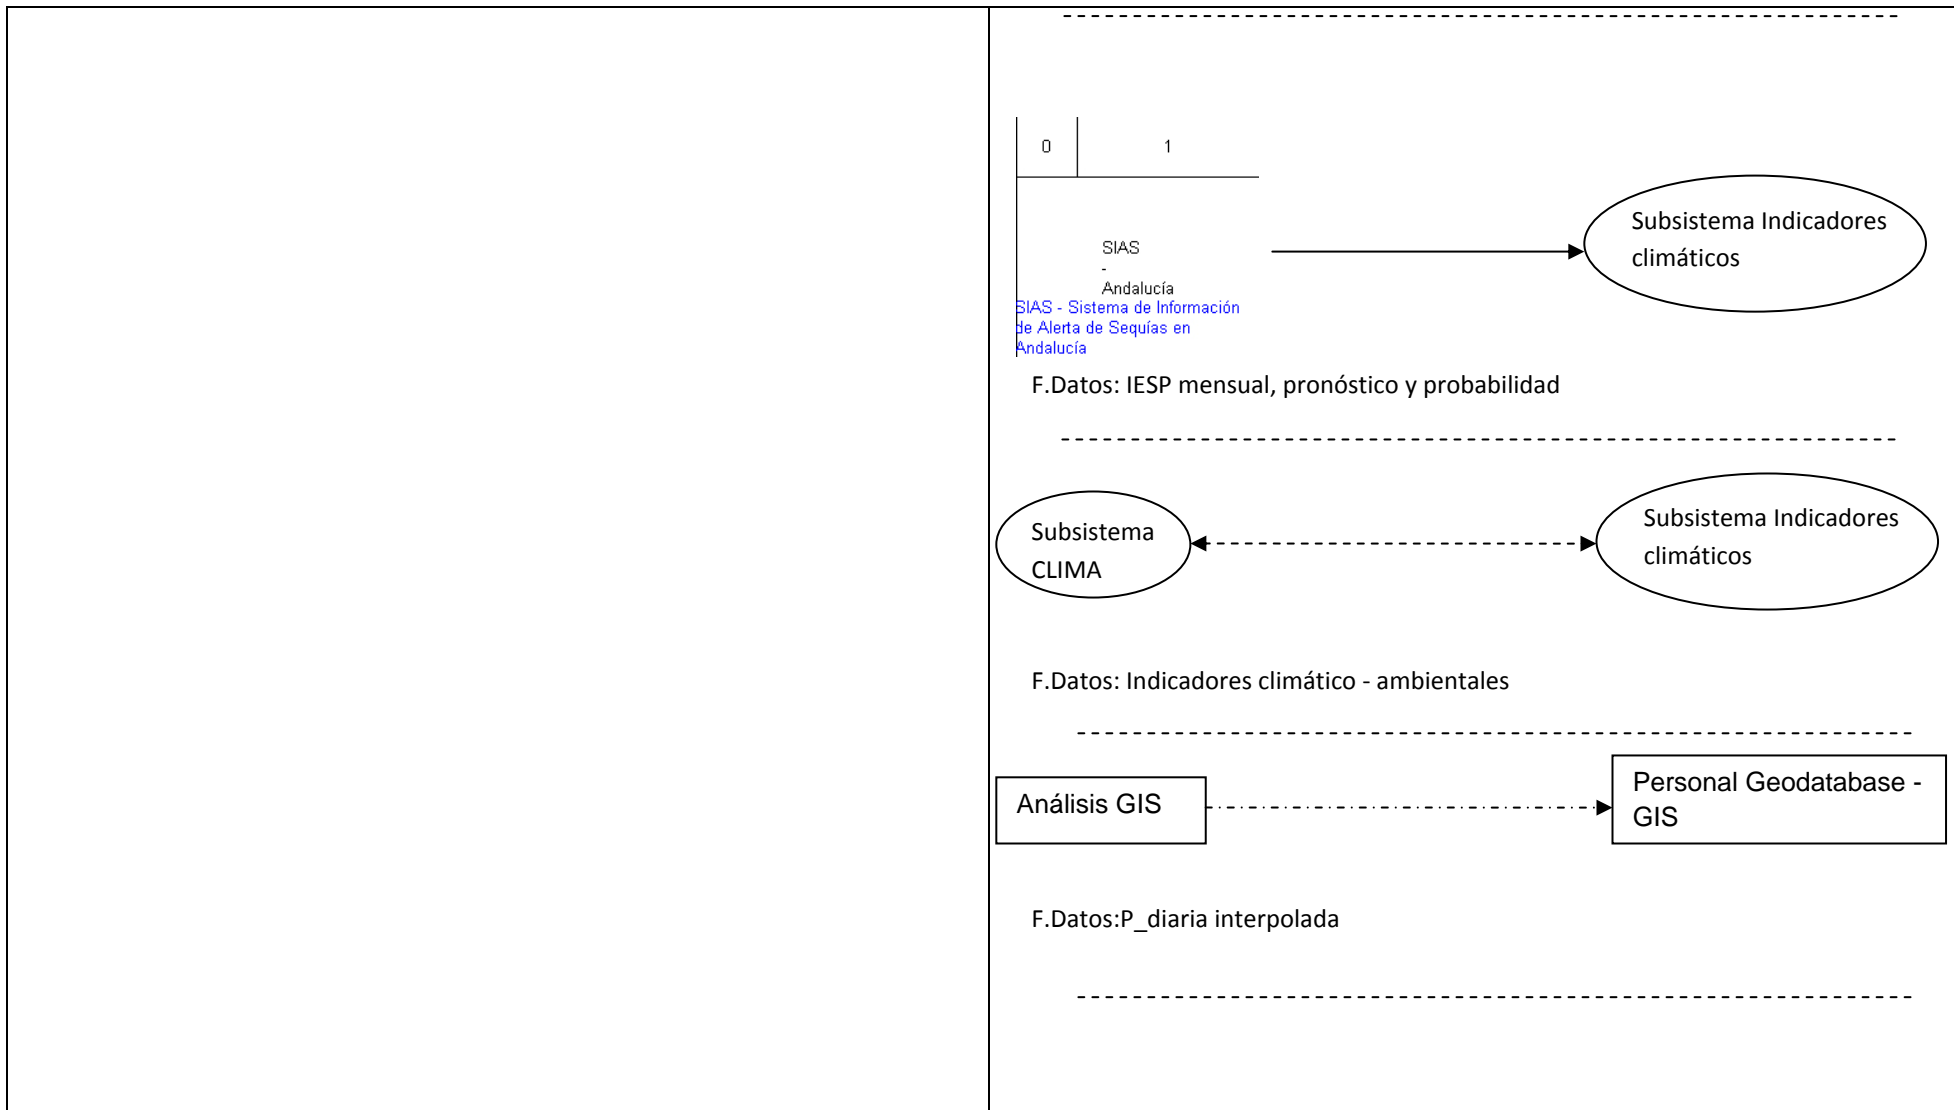 0 1
SIAS
-
Andalucía
SIAS - Sistema de Información
de Alerta de Sequías en
Andalucía
Subsistema Indicadores
climáticos
F.Datos: IESP mensual, pronóstico y probabilidad
Subsistema
CLIMA
Subsistema Indicadores
climáticos
F.Datos: Indicadores climático - ambientales
Análisis GIS
Personal Geodatabase -
GIS
F.Datos:P_diaria interpolada